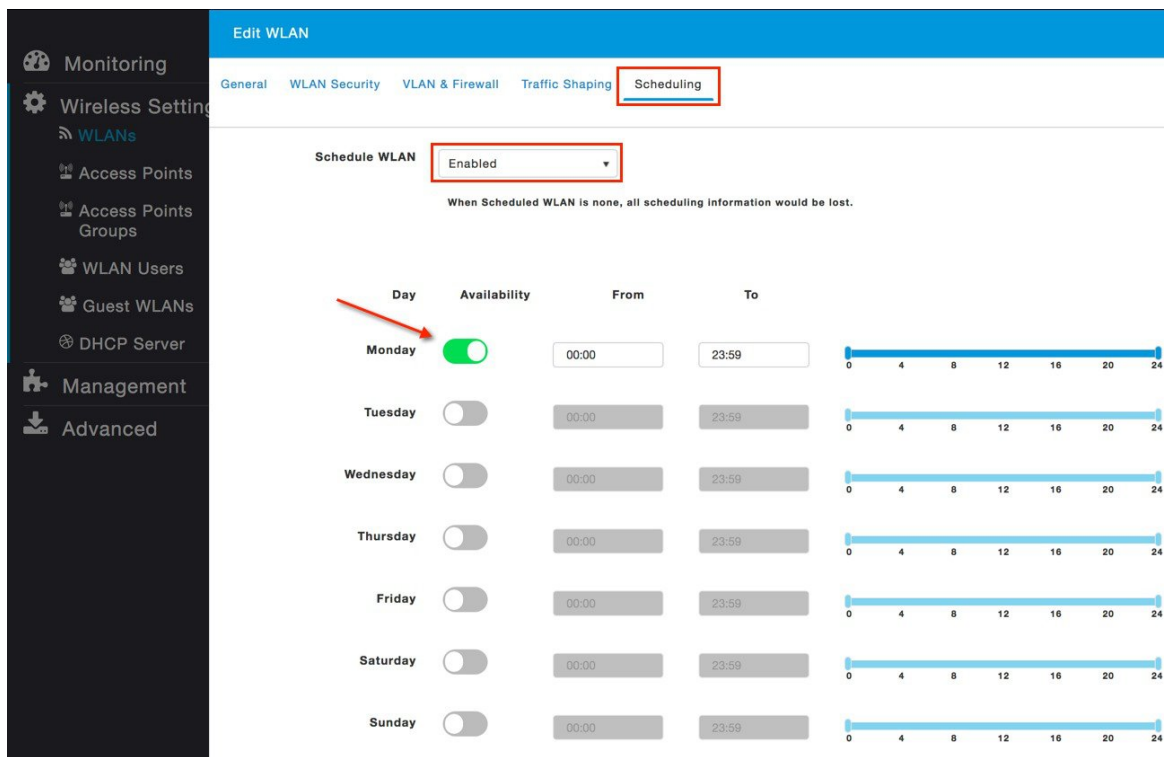 Edit WLAN
Monitoring
Wireless Setting
WLANs
Access Points
Access Points
Groups
WLAN Users
Guest WLANs
DHCP Server
Management
Advanced
General WLAN Security VLAN & Firewall Traffic Shaping Scheduling
Schedule WLAN Enabled
When Scheduled WLAN is none, all scheduling information would be lost.
Day Availability From To
Monday 00:00 23:59 0 4 8 12 16 20 24
Tuesday 00:00 23:59 0 4 8 12 16 20 24
Wednesday 00:00 23:59 0 4 8 12 16 20 24
Thursday 00:00 23:59 0 4 8 12 16 20 24
Friday 00:00 23:59 0 4 8 12 16 20 24
Saturday 00:00 23:59 0 4 8 12 16 20 24
Sunday 00:00 23:59 0 4 8 12 16 20 24